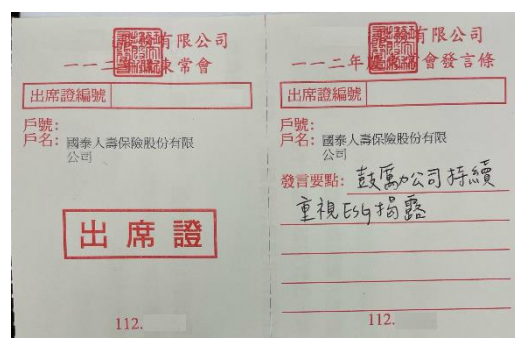 有限公司
一一二
東常會
出席證編號
戶號:
戶名: 國泰人壽保險股份有限
公司
出席證
112.
有限公司
一一二年
會發言條
出席證編號
戶號:
戶名: 國泰人壽保險股份有限
公司
發言要點: 鼓勵公司持續
重視ESG揭露
112.